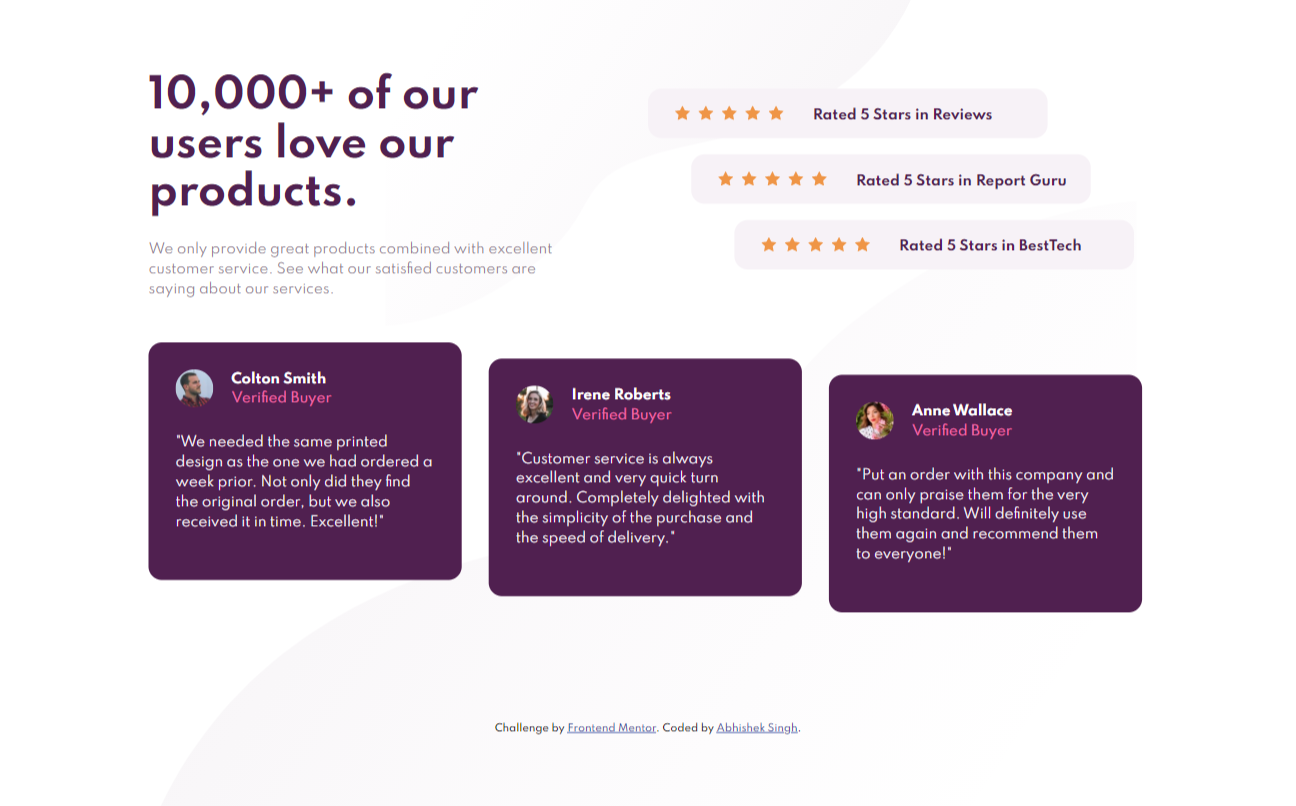 10,000+ of our
users love our
products.
We only provide great products combined with excellent
customer service. See what our satisfied customers are
saying about our services.
Rated 5 Stars in Reviews
Rated 5 Stars in Report Guru
Rated 5 Stars in BestTech
Colton Smith
Verified Buyer
"We needed the same printed
design as the one we had ordered a
week prior. Not only did they find
the original order, but we also
received it in time. Excellent!"
Irene Roberts
Verified Buyer
"Customer service is always
excellent and very quick turn
around. Completely delighted with
the simplicity of the purchase and
the speed of delivery."
Anne Wallace
Verified Buyer
"Put an order with this company and
can only praise them for the very
high standard. Will definitely use
them again and recommend them
to everyone!"
Challenge by Frontend Mentor. Coded by Abhishek Singh.